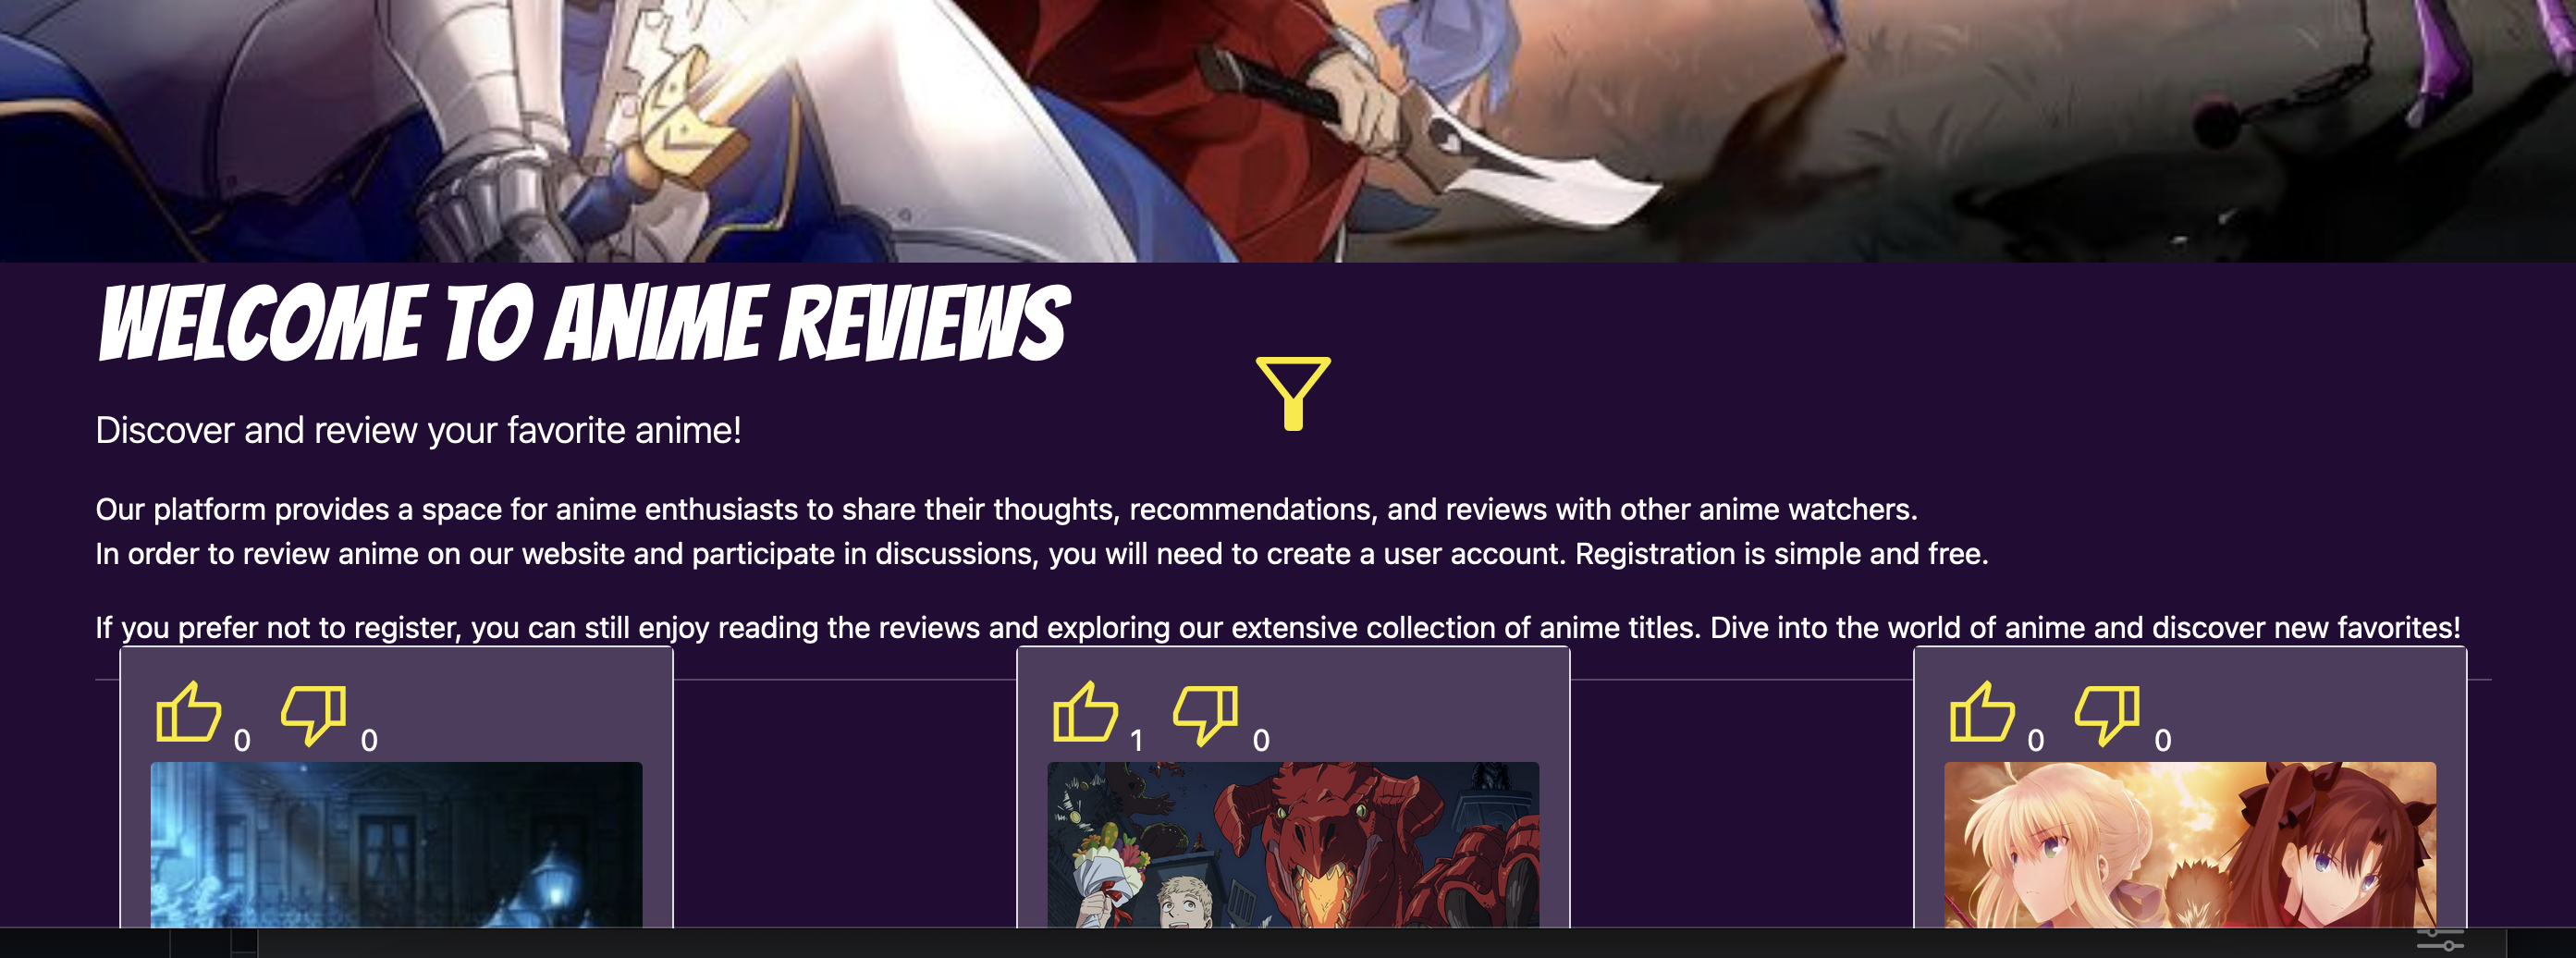 WELCOME TO ANIME REVIEWS
Discover and review your favorite anime!
Our platform provides a space for anime enthusiasts to share their thoughts, recommendations, and reviews with other anime watchers.
In order to review anime on our website and participate in discussions, you will need to create a user account. Registration is simple and free.
If you prefer not to register, you can still enjoy reading the reviews and exploring our extensive collection of anime titles. Dive into the world of anime and discover new favorites!
0 0 1 0 0 0